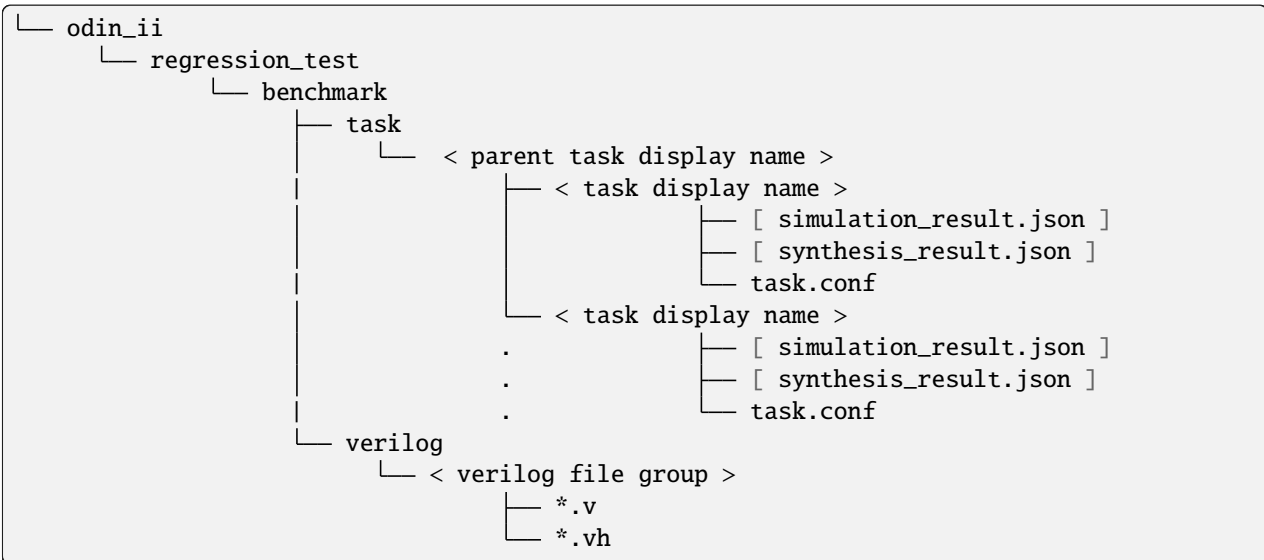 └── odin_ii
└── regression_test
└── benchmark
├── task
│ └── < parent task display name >
| ├── < task display name >
│ │ ├── [ simulation_result.json ]
│ │ ├── [ synthesis_result.json ]
| │ └── task.conf
│ └── < task display name >
│ . ├── [ simulation_result.json ]
│ . ├── [ synthesis_result.json ]
| . └── task.conf
└── verilog
└── < verilog file group >
├── *.v
└── *.vh